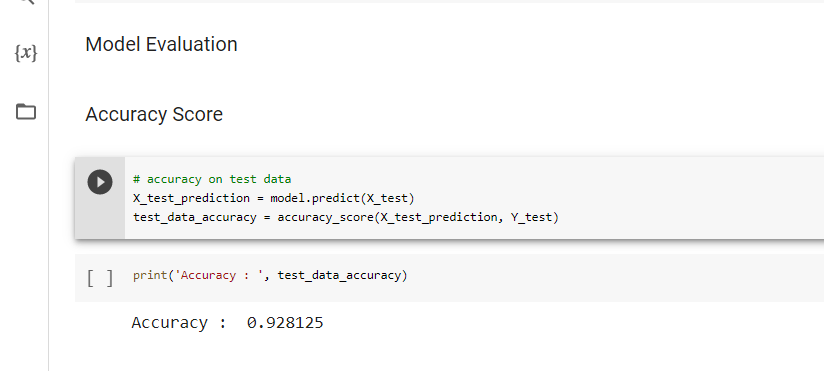 {x}
Model Evaluation
Accuracy Score
# accuracy on test data
X_test_prediction = model.predict(X_test)
test_data_accuracy = accuracy_score(X_test_prediction, Y_test)
[ ] print('Accuracy : ', test_data_accuracy)
Accuracy :  0.928125